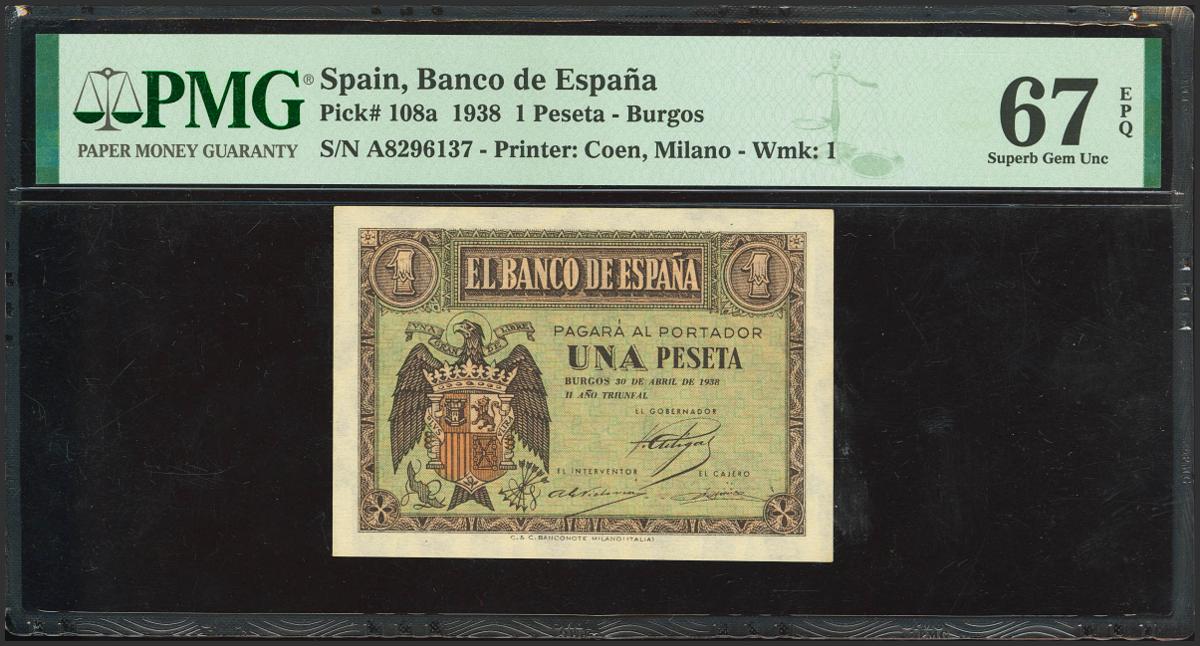 PMG®
PAPER MONEY GUARANTY
Spain, Banco de España
Pick# 108a 1938 1 Peseta - Burgos
S/N A8296137 - Printer: Coen, Milano - Wmk: 1
67
EPQ
Superb Gem Unc
1
EL BANCO DE ESPAÑA
1
UNA GRANDE LIBRE
PAGARÁ AL PORTADOR
UNA PESETA
BURGOS 30 DE ABRIL DE 1938
II AÑO TRIUNFAL
EL GOBERNADOR
EL INTERVENTOR
EL CAJERO
C. & C. BANCONOTE MILANO (ITALIA)